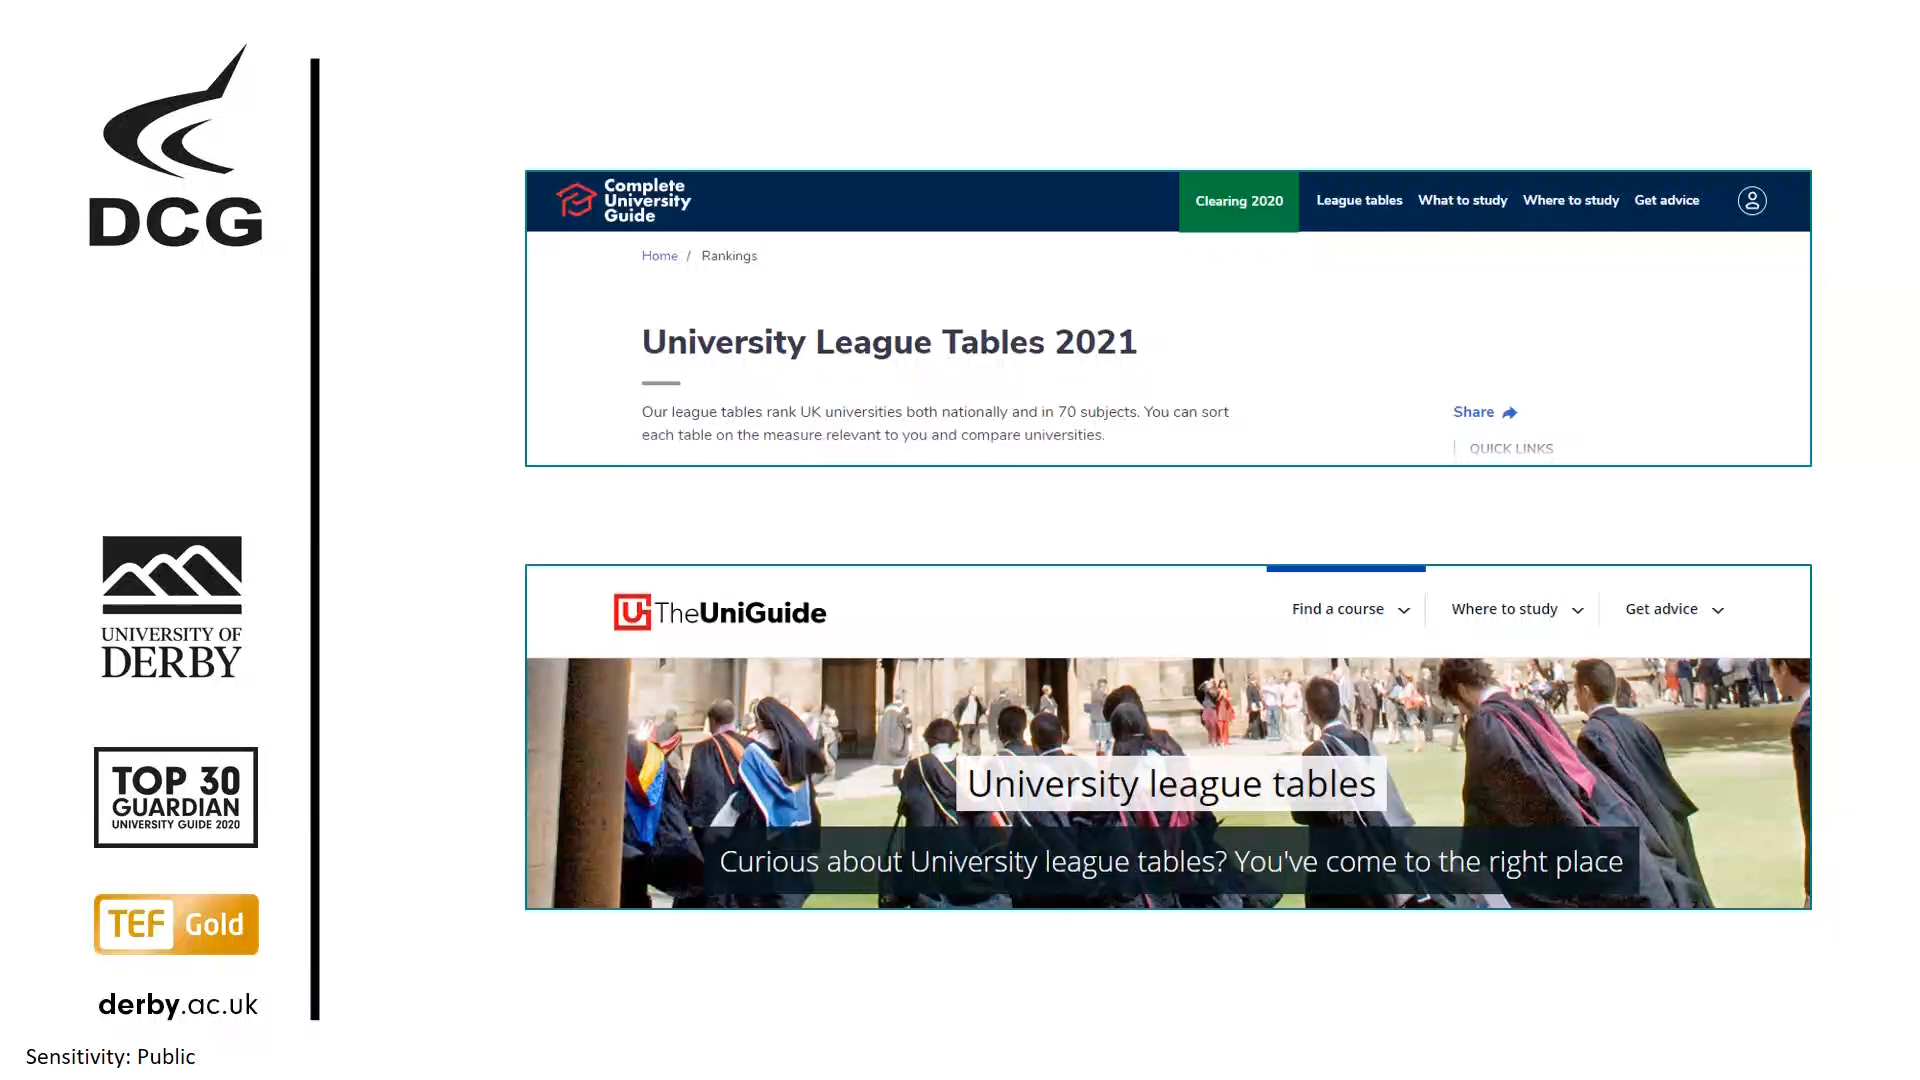 DCG
UNIVERSITY OF
DERBY
TOP 30
GUARDIAN
UNIVERSITY GUIDE 2020
TEF Gold
derby.ac.uk
Sensitivity: Public
Complete
University
Guide
Clearing 2020 League tables What to study Where to study Get advice
Home / Rankings
University League Tables 2021
Our league tables rank UK universities both nationally and in 70 subjects. You can sort
each table on the measure relevant to you and compare universities.
Share
QUICK LINKS
U TheUniGuide
Find a course Where to study Get advice
University league tables
Curious about University league tables? You've come to the right place